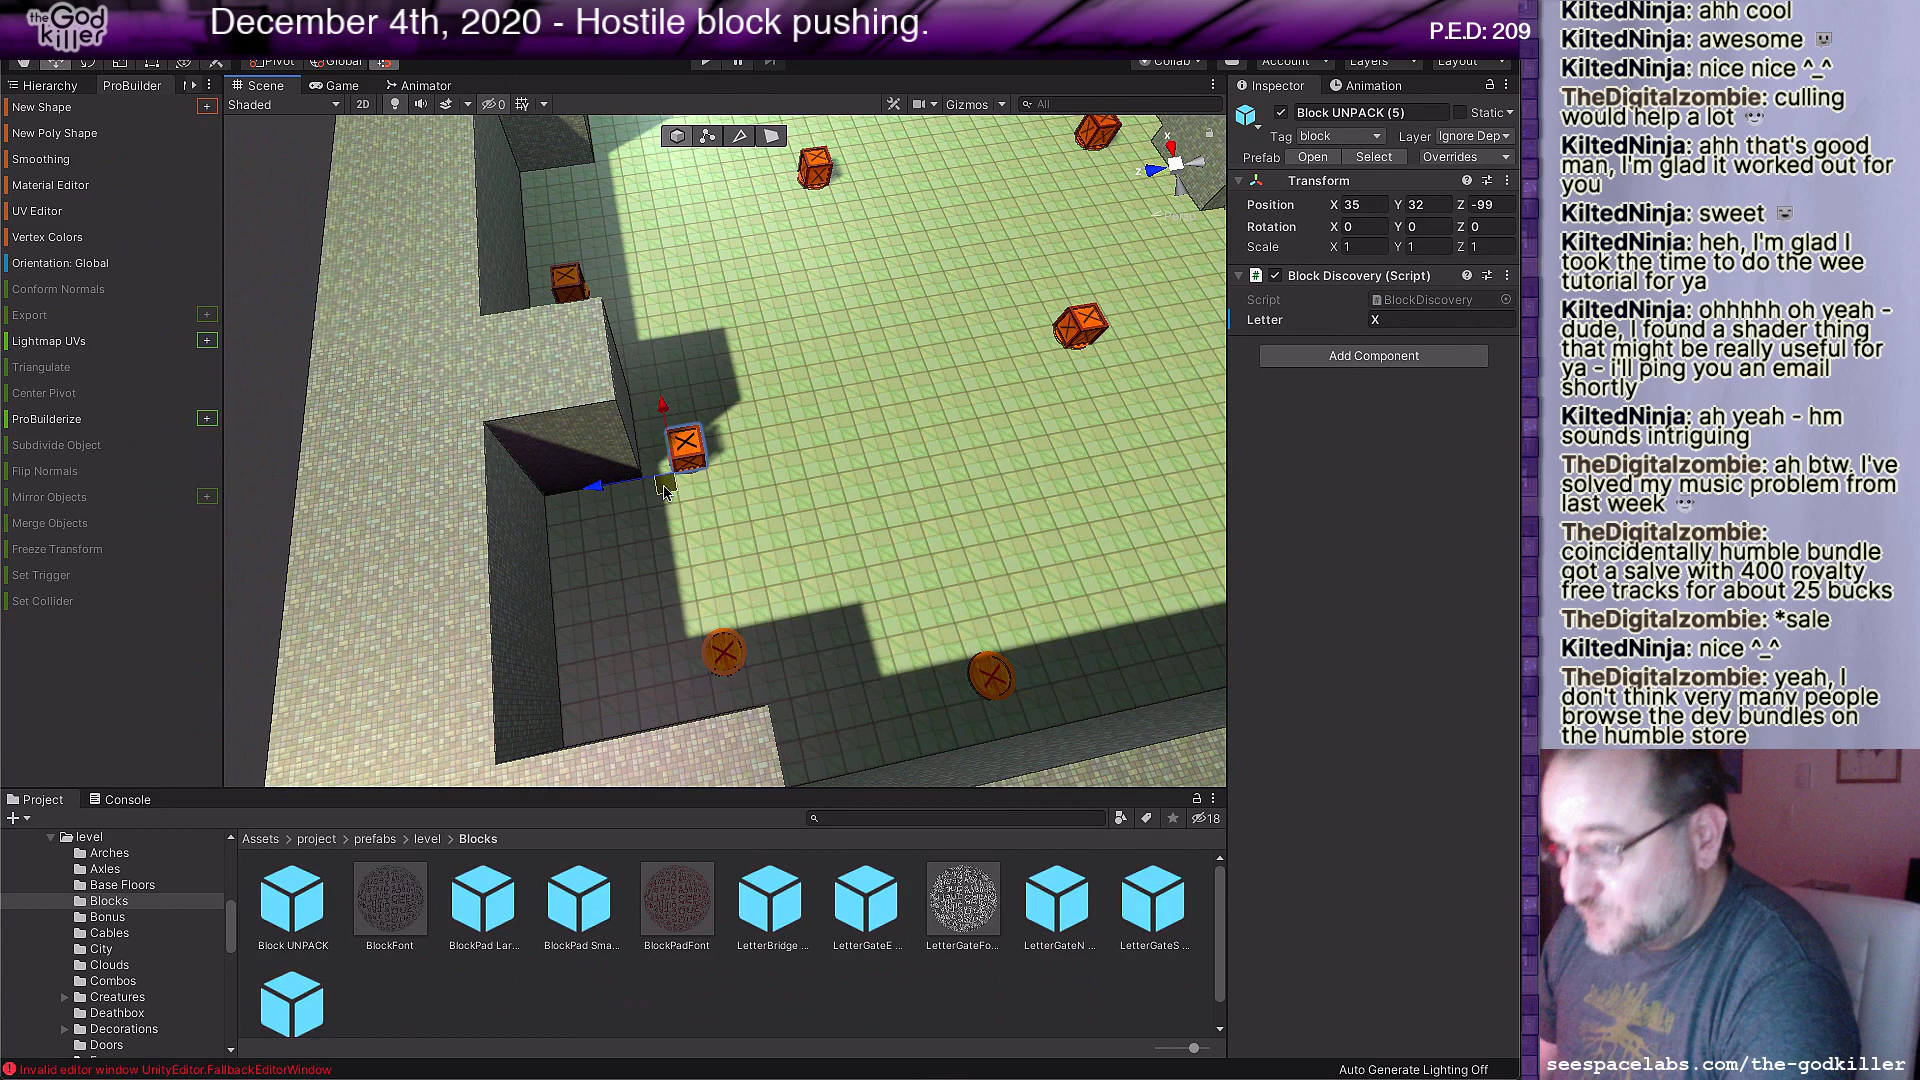 the God killer
December 4th, 2020 - Hostile block pushing.
P.E.D: 209
Pivot
Global
Collab
Account
Layers
Layout
Hierarchy
ProBuilder
Scene
Game
Animator
Inspector
Animation
Shaded
2D
0
Gizmos
All
New Shape
New Poly Shape
Smoothing
Material Editor
UV Editor
Vertex Colors
Orientation: Global
Conform Normals
Export
Lightmap UVs
Triangulate
Center Pivot
ProBuilderize
Subdivide Object
Flip Normals
Mirror Objects
Merge Objects
Freeze Transform
Set Trigger
Set Collider
x
z
Persp
Block UNPACK (5)
Static
Tag block
Layer Ignore Dep
Prefab Open Select Overrides
Transform
Position X 35 Y 32 Z -99
Rotation X 0 Y 0 Z 0
Scale X 1 Y 1 Z 1
Block Discovery (Script)
Script BlockDiscovery
Letter X
Add Component
Project
Console
18
level
Arches
Axles
Base Floors
Blocks
Bonus
Cables
City
Clouds
Combos
Creatures
Deathbox
Decorations
Doors
Assets > project > prefabs > level > Blocks
Block UNPACK
BlockFont
BlockPad Lar...
BlockPad Sma...
BlockPadFont
LetterBridge ...
LetterGateE ...
LetterGateFo...
LetterGateN ...
LetterGateS ...
Invalid editor window UnityEditor.FallbackEditorWindow
Auto Generate Lighting Off
KiltedNinja: ahh cool
KiltedNinja: awesome
KiltedNinja: nice nice ^_^
TheDigitalzombie: culling
would help a lot
KiltedNinja: ahh that's good
man, I'm glad it worked out for
you
KiltedNinja: sweet
KiltedNinja: heh, I'm glad I
took the time to do the wee
tutorial for ya
KiltedNinja: ohhhhh oh yeah -
dude, I found a shader thing
that might be really useful for
ya - i'll ping you an email
shortly
KiltedNinja: ah yeah - hm
sounds intriguing
TheDigitalzombie: ah btw. I've
solved my music problem from
last week
TheDigitalzombie:
coincidentally humble bundle
got a salve with 400 royalty
free tracks for about 25 bucks
TheDigitalzombie: *sale
KiltedNinja: nice ^_^
TheDigitalzombie: yeah, I
don't think very many people
browse the dev bundles on
the humble store
seespacelabs.com/the-godkiller